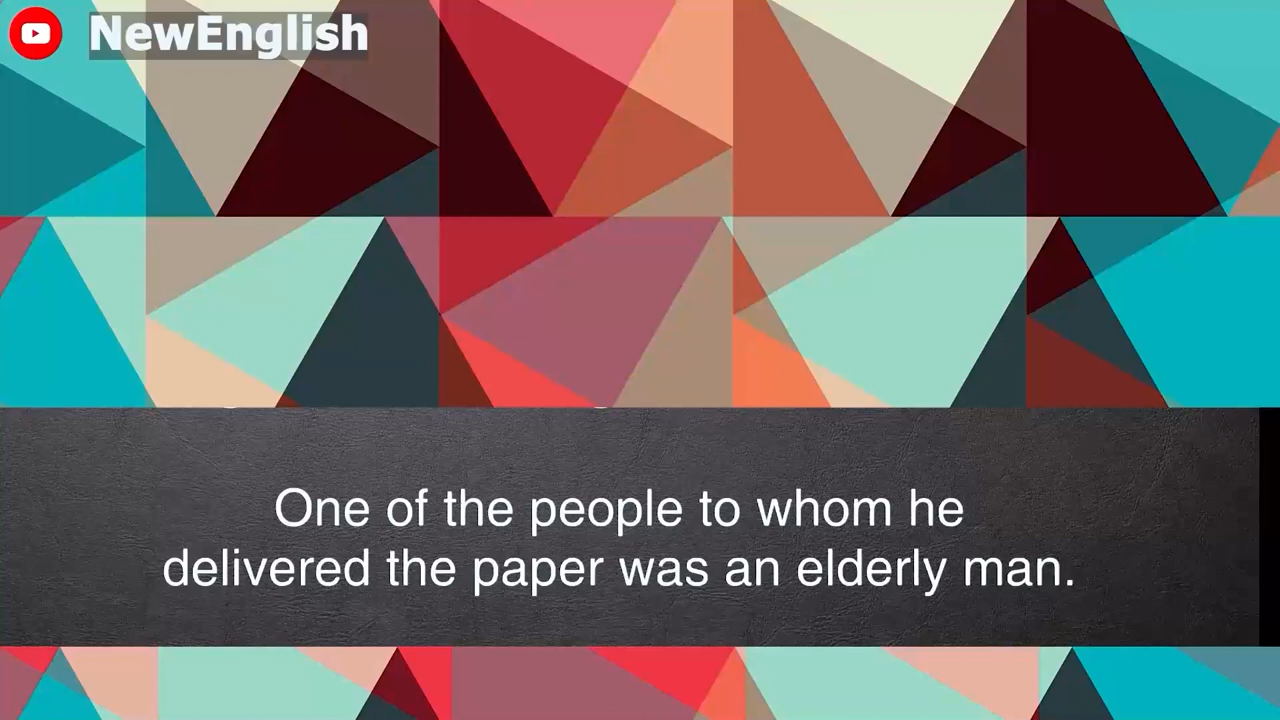 NewEnglish
One of the people to whom he
delivered the paper was an elderly man.